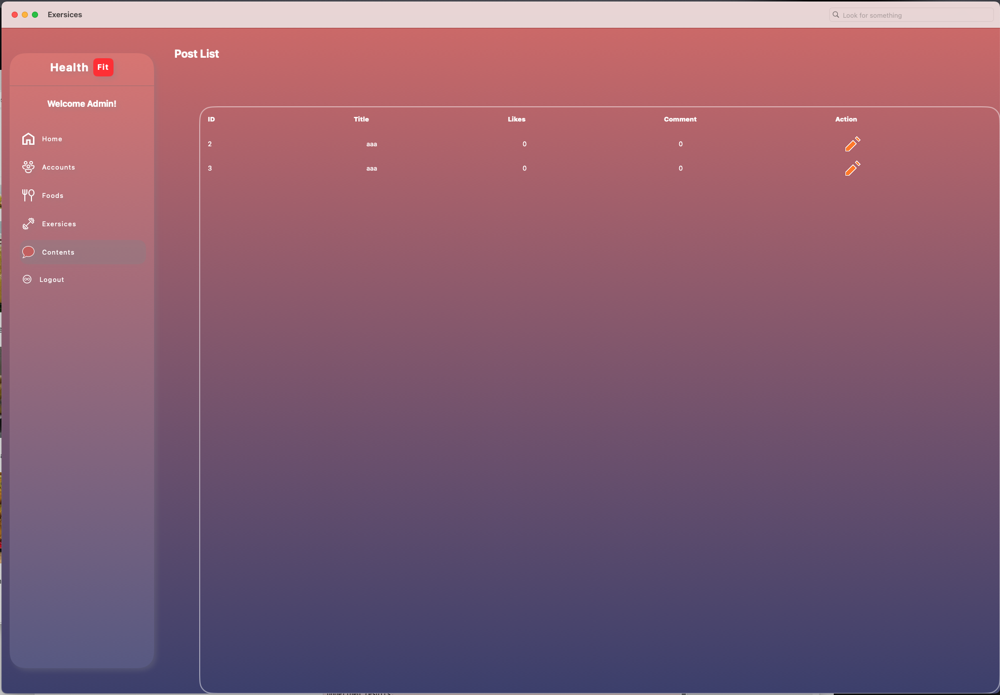 Exersices
Look for something
Health Fit
Welcome Admin!
Home
Accounts
Foods
Exersices
Contents
Logout
Post List
ID Title Likes Comment Action
2 aaa 0 0
3 aaa 0 0